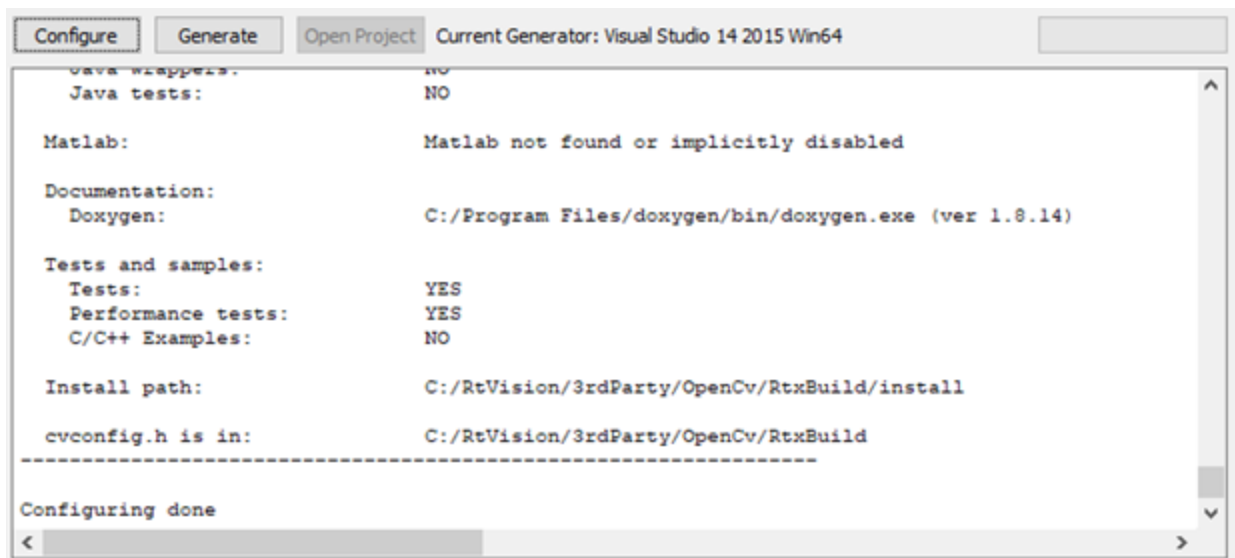 Configure Generate Open Project Current Generator: Visual Studio 14 2015 Win64
Java wrappers: NO
Java tests: NO
Matlab: Matlab not found or implicitly disabled
Documentation:
Doxygen: C:/Program Files/doxygen/bin/doxygen.exe (ver 1.8.14)
Tests and samples:
Tests: YES
Performance tests: YES
C/C++ Examples: NO
Install path: C:/RtVision/3rdParty/OpenCv/RtxBuild/install
cvconfig.h is in: C:/RtVision/3rdParty/OpenCv/RtxBuild
-----------------------------------------------------------------
Configuring done